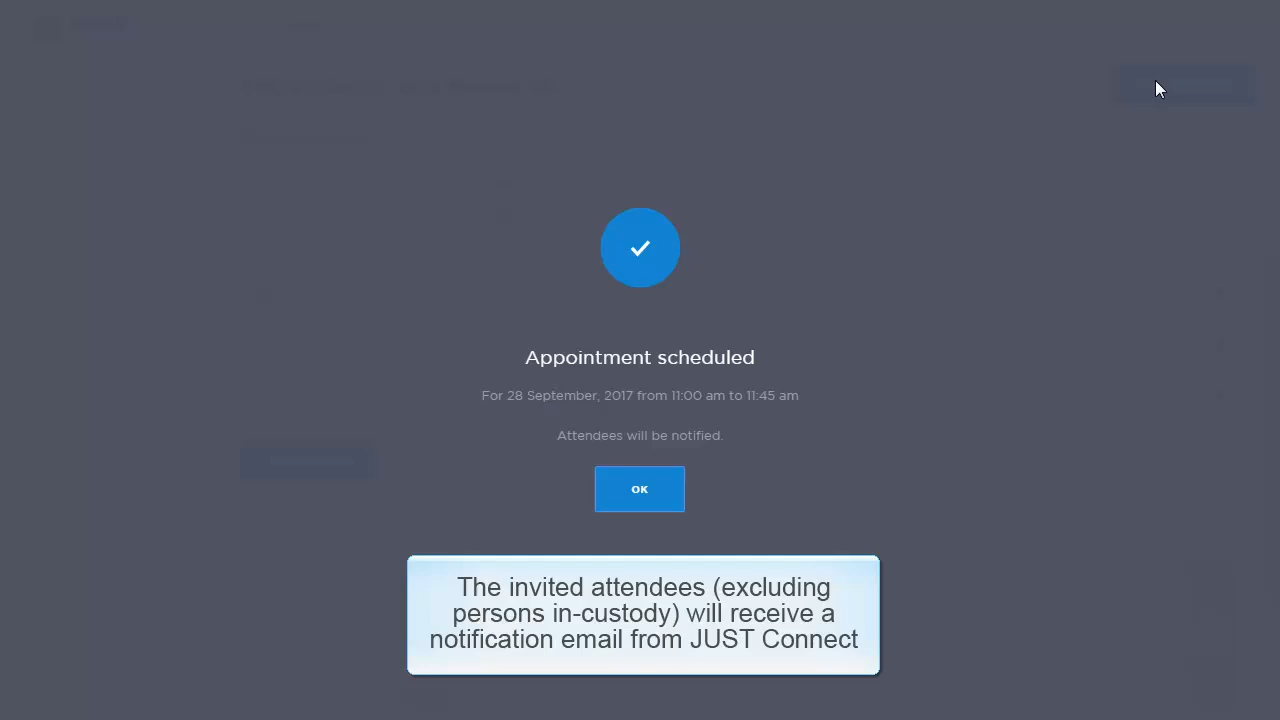 Appointment scheduled
For 28 September, 2017 from 11:00 am to 11:45 am
Attendees will be notified.
OK
The invited attendees (excluding
persons in-custody) will receive a
notification email from JUST Connect